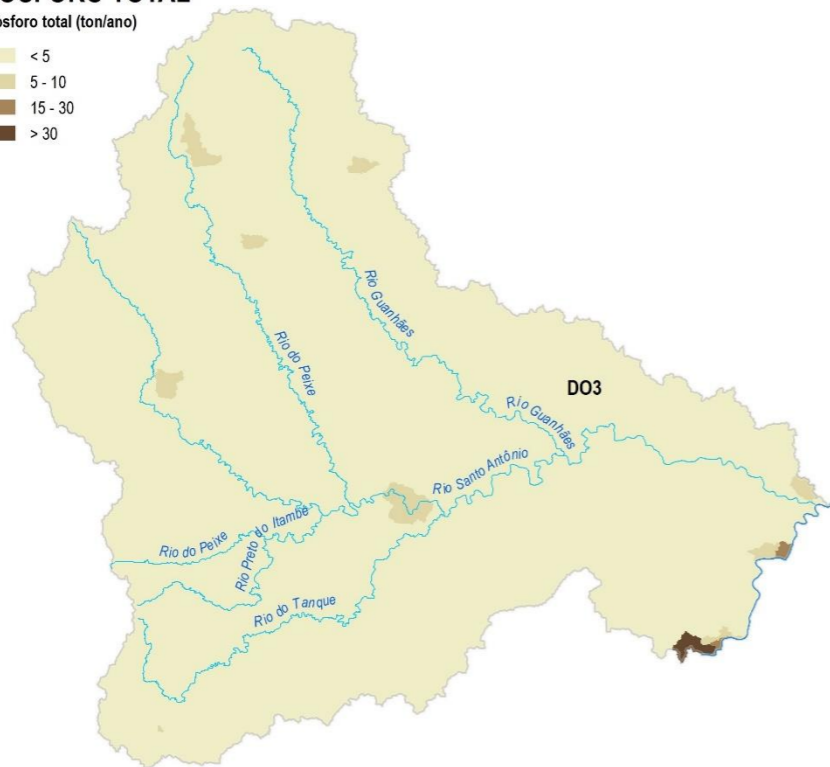 osforo total (ton/ano)
< 5
5 - 10
15 - 30
> 30
Rio Guanhães
Rio do Peixe
DO3
Rio Guanhães
Rio Santo Antônio
Rio do Peixe
Rio Preto do Itambé
Rio do Tanque